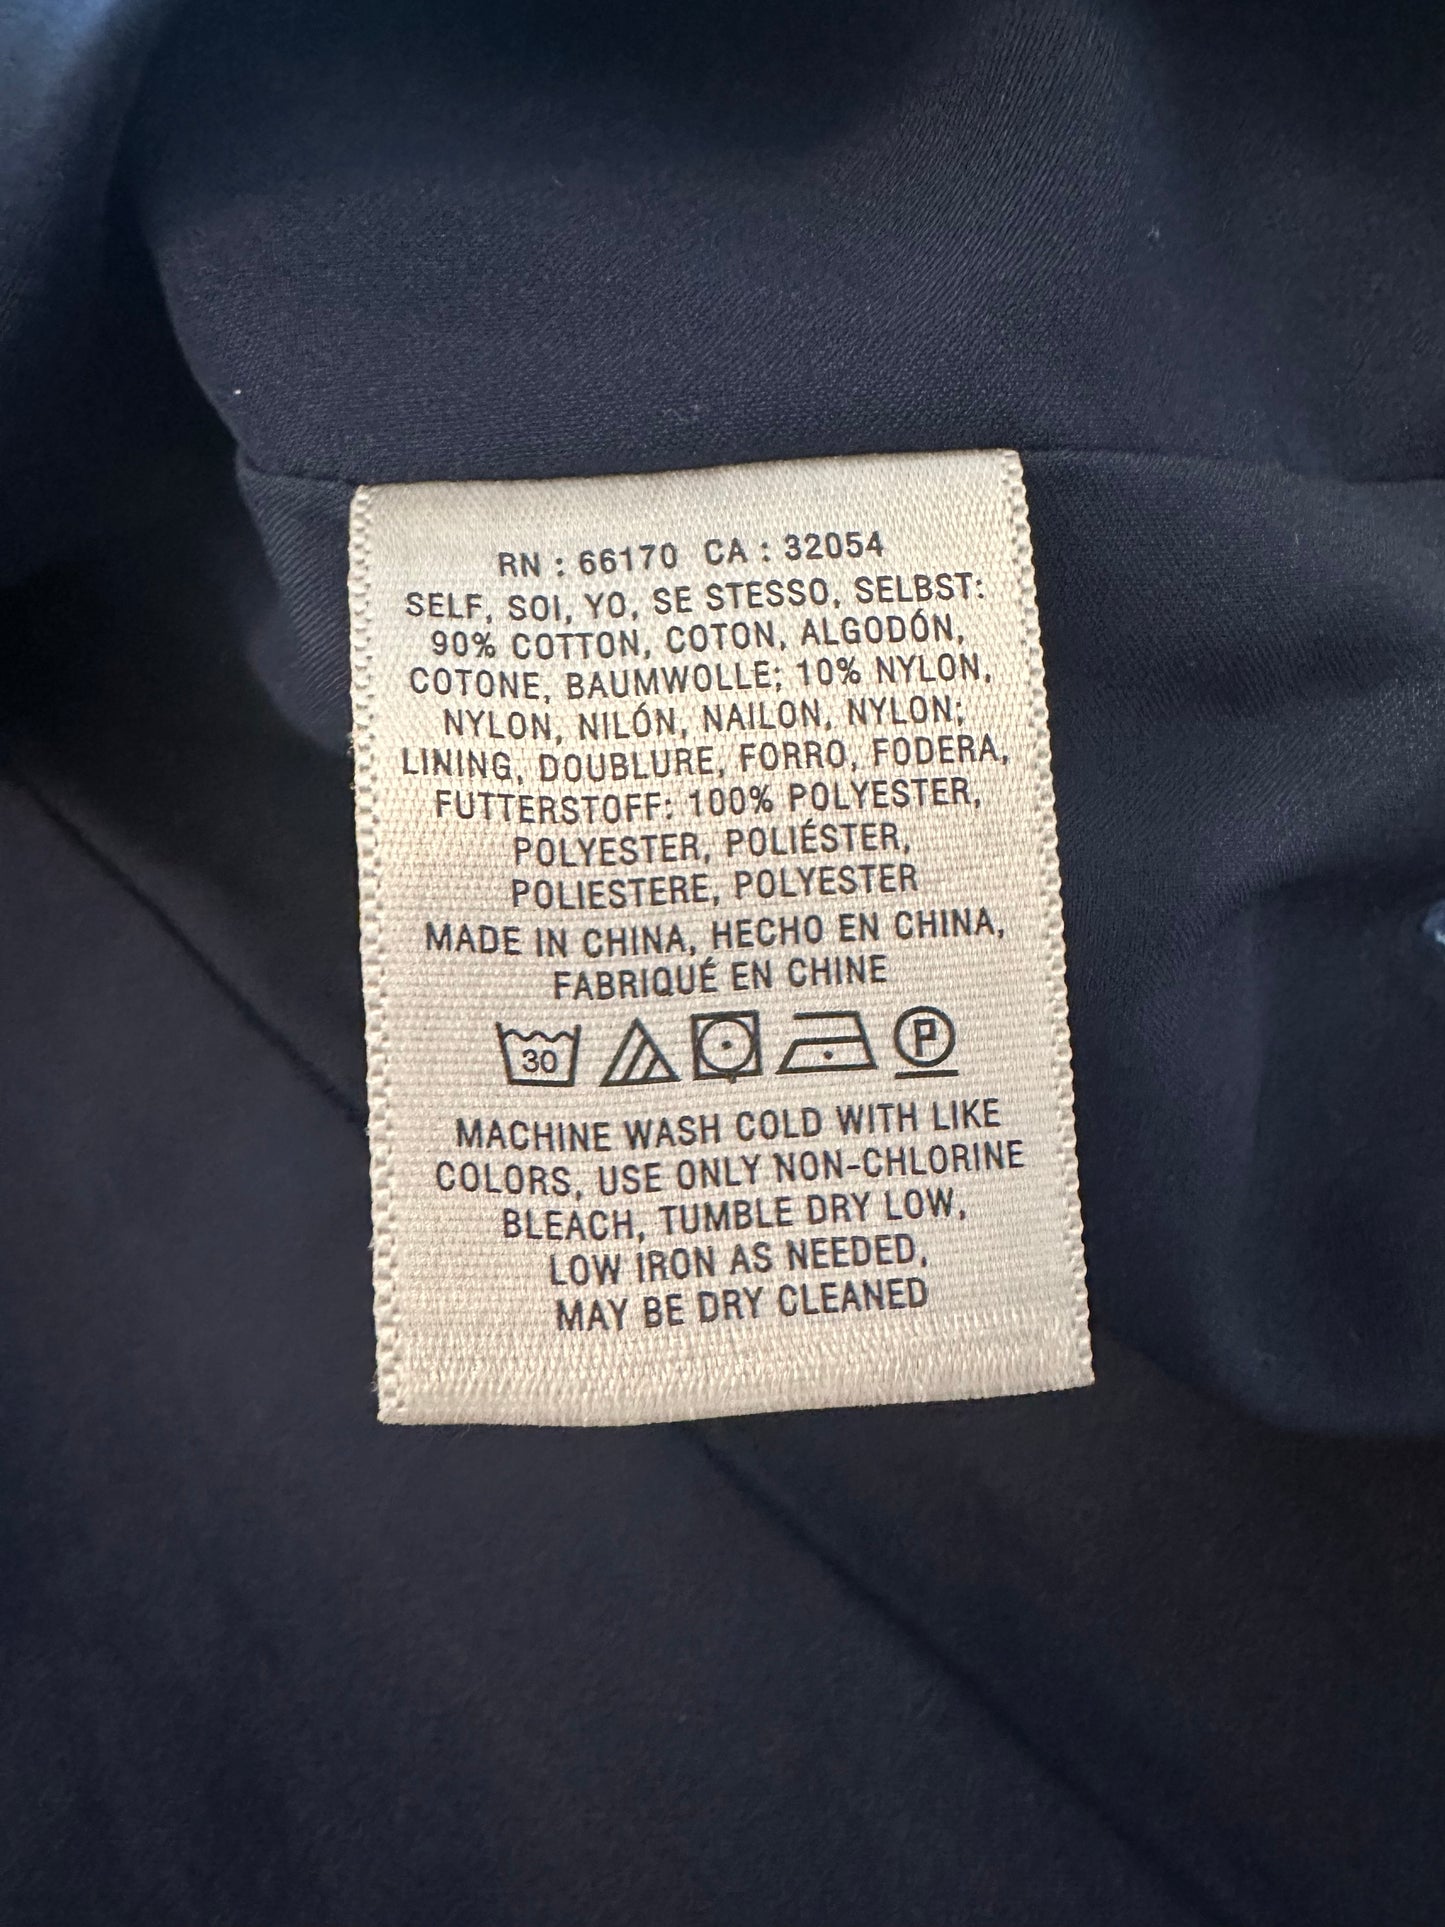 RN : 66170 CA : 32054
SELF, SOI, YO, SE STESSO, SELBST:
90% COTTON, COTON, ALGODÓN,
COTONE, BAUMWOLLE; 10% NYLON,
NYLON, NILÓN, NAILON, NYLON;
LINING, DOUBLURE, FORRO, FODERA,
FUTTERSTOFF: 100% POLYESTER,
POLYESTER, POLIÉSTER,
POLIESTERE, POLYESTER
MADE IN CHINA, HECHO EN CHINA,
FABRIQUÉ EN CHINE
30 P
MACHINE WASH COLD WITH LIKE
COLORS, USE ONLY NON-CHLORINE
BLEACH, TUMBLE DRY LOW,
LOW IRON AS NEEDED,
MAY BE DRY CLEANED